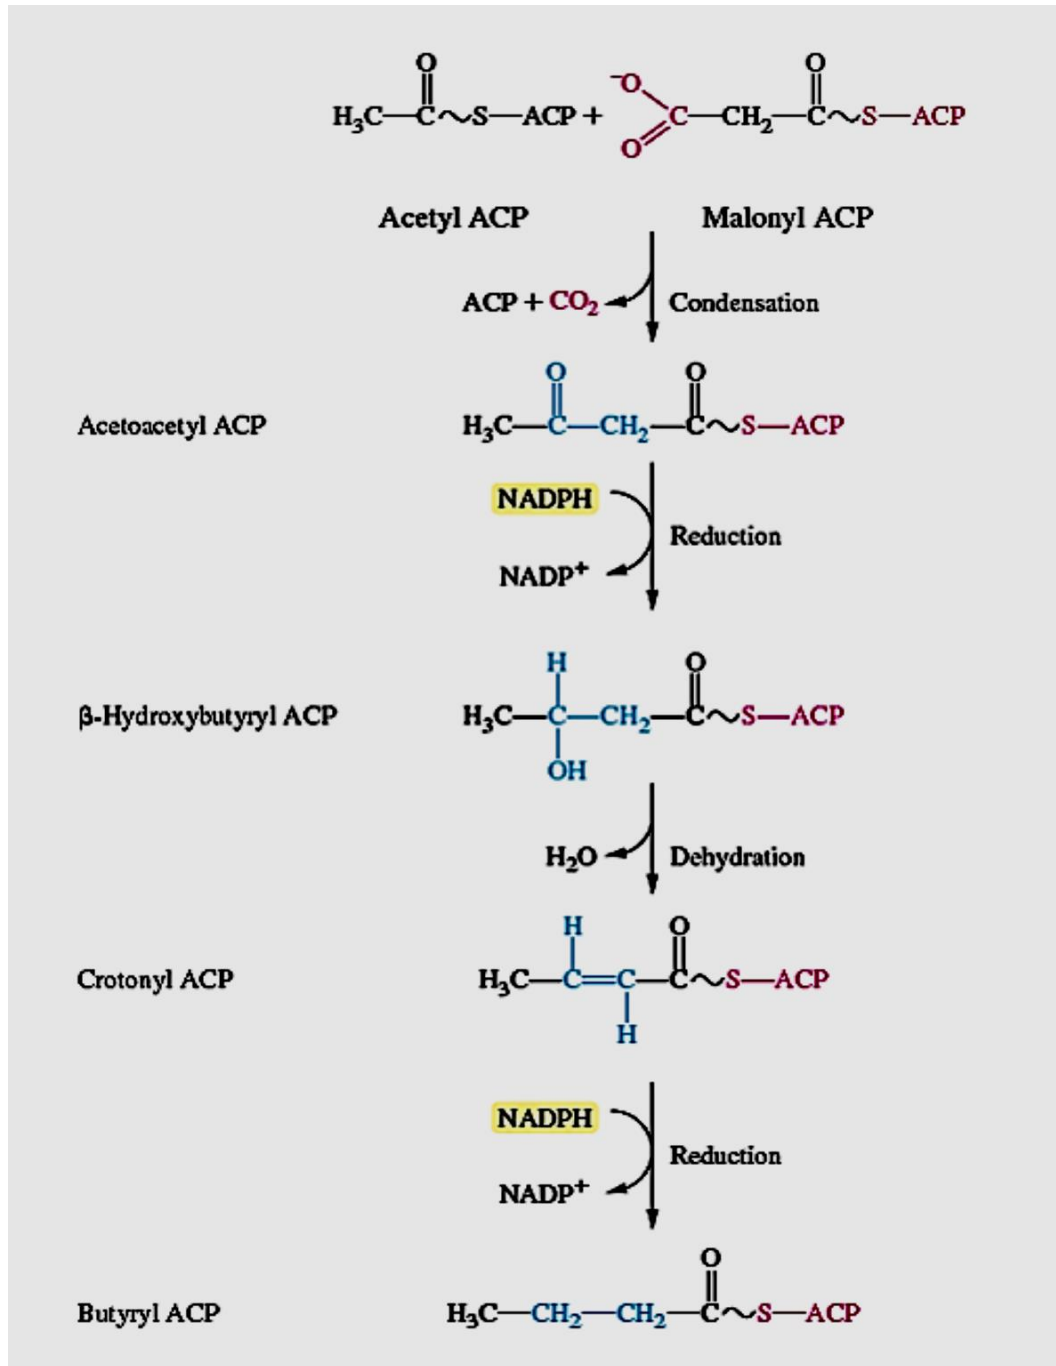 O O
⁻O
H₃C—C~S—ACP + C—CH₂—C~S—ACP
O
Acetyl ACP Malonyl ACP
ACP + CO₂ Condensation
O O
Acetoacetyl ACP H₃C—C—CH₂—C~S—ACP
NADPH
Reduction
NADP⁺
H O
β-Hydroxybutyryl ACP H₃C—C—CH₂—C~S—ACP
OH
H₂O Dehydration
H O
Crotonyl ACP H₃C—C=C—C~S—ACP
H
NADPH
Reduction
NADP⁺
O
Butyryl ACP H₃C—CH₂—CH₂—C~S—ACP